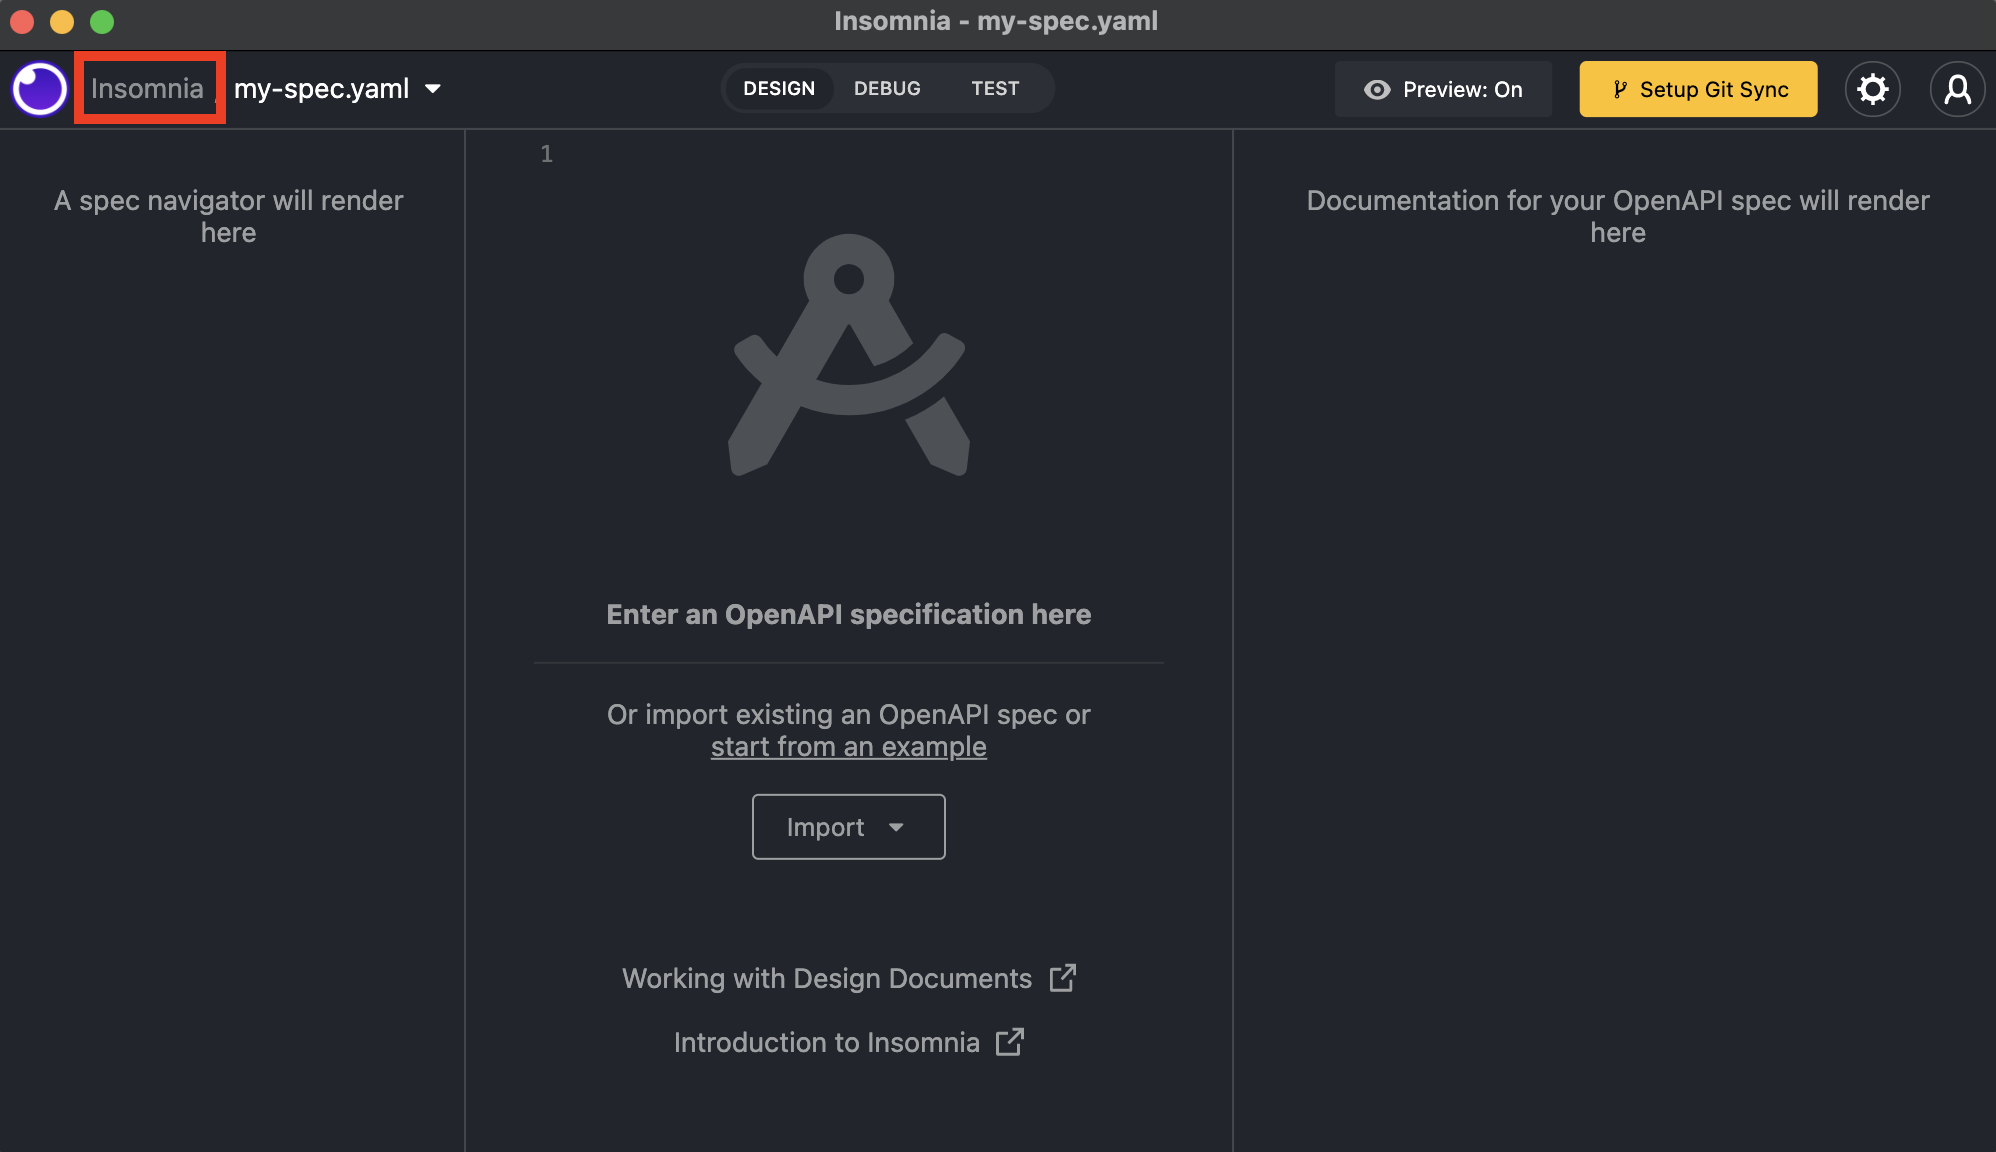 Insomnia - my-spec.yaml
Insomnia / my-spec.yaml
DESIGN DEBUG TEST
Preview: On
Setup Git Sync
A spec navigator will render
here
1
Enter an OpenAPI specification here
Or import existing an OpenAPI spec or
start from an example
Import
Working with Design Documents
Introduction to Insomnia
Documentation for your OpenAPI spec will render
here